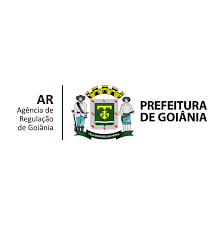 AR
Agência de
Regulação
de Goiânia
PREFEITURA
DE GOIÂNIA